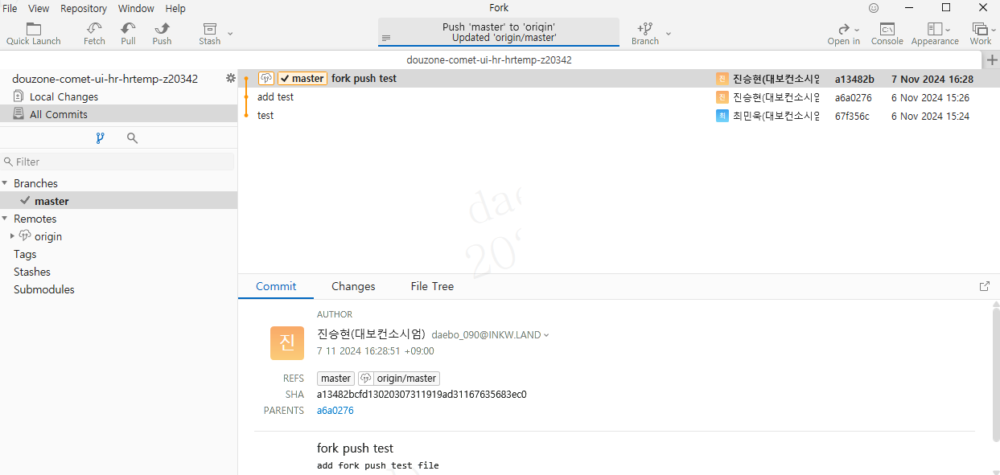 File View Repository Window Help
Fork
Quick Launch Fetch Pull Push Stash
Push 'master' to 'origin'
Updated 'origin/master'
Branch Open in Console Appearance Work
douzone-comet-ui-hr-hrtemp-z20342
douzone-comet-ui-hr-hrtemp-z20342
Local Changes
All Commits
Filter
Branches
master
Remotes
origin
Tags
Stashes
Submodules
master fork push test 진 진승현(대보컨소시엄 a13482b 7 Nov 2024 16:28
add test 진 진승현(대보컨소시엄 a6a0276 6 Nov 2024 15:26
test 최 최민욱(대보컨소시엄 67f356c 6 Nov 2024 15:24
Commit Changes File Tree
AUTHOR
진
진승현(대보컨소시엄) daebo_090@INKW.LAND
7 11 2024 16:28:51 +09:00
REFS master origin/master
SHA a13482bcfd13020307311919ad31167635683ec0
PARENTS a6a0276
fork push test
add fork push test file